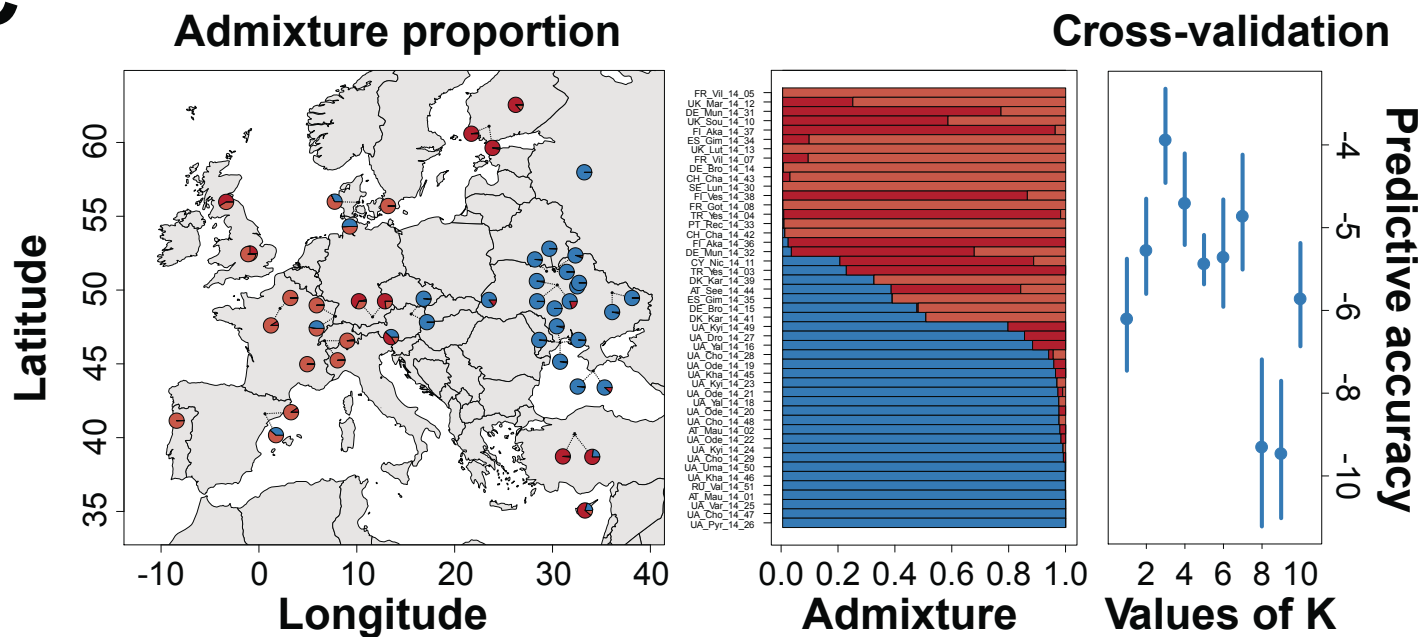 Admixture proportion
Latitude
60
55
50
45
40
35
-10 0 10 20 30 40
Longitude
FR_Vil_14_05
UK_Mar_14_12
DE_Mun_14_31
UK_Sou_14_10
FI_Aka_14_37
ES_Gim_14_34
UK_Lut_14_13
FR_Vil_14_07
DE_Bro_14_14
CH_Cha_14_43
SE_Lun_14_30
FI_Ves_14_38
FR_Got_14_08
TR_Yes_14_04
PT_Rec_14_33
CH_Cha_14_42
FI_Aka_14_36
DE_Mun_14_32
CY_Nic_14_11
TR_Yes_14_03
DK_Kar_14_39
AT_See_14_44
ES_Gim_14_35
DE_Bro_14_15
DK_Kar_14_41
UA_Kyi_14_49
UA_Dro_14_27
UA_Yal_14_16
UA_Cho_14_28
UA_Ode_14_19
UA_Kha_14_45
UA_Kyi_14_23
UA_Ode_14_21
UA_Yal_14_18
UA_Ode_14_20
UA_Cho_14_48
AT_Mau_14_02
UA_Ode_14_22
UA_Kyi_14_24
UA_Cho_14_29
UA_Uma_14_50
UA_Kha_14_46
RU_Val_14_51
AT_Mau_14_01
UA_Var_14_25
UA_Cho_14_47
UA_Pyr_14_26
0.0 0.2 0.4 0.6 0.8 1.0
Admixture
Cross-validation
-4
-5
-6
-8
-10
Predictive accuracy
2 4 6 8 10
Values of K